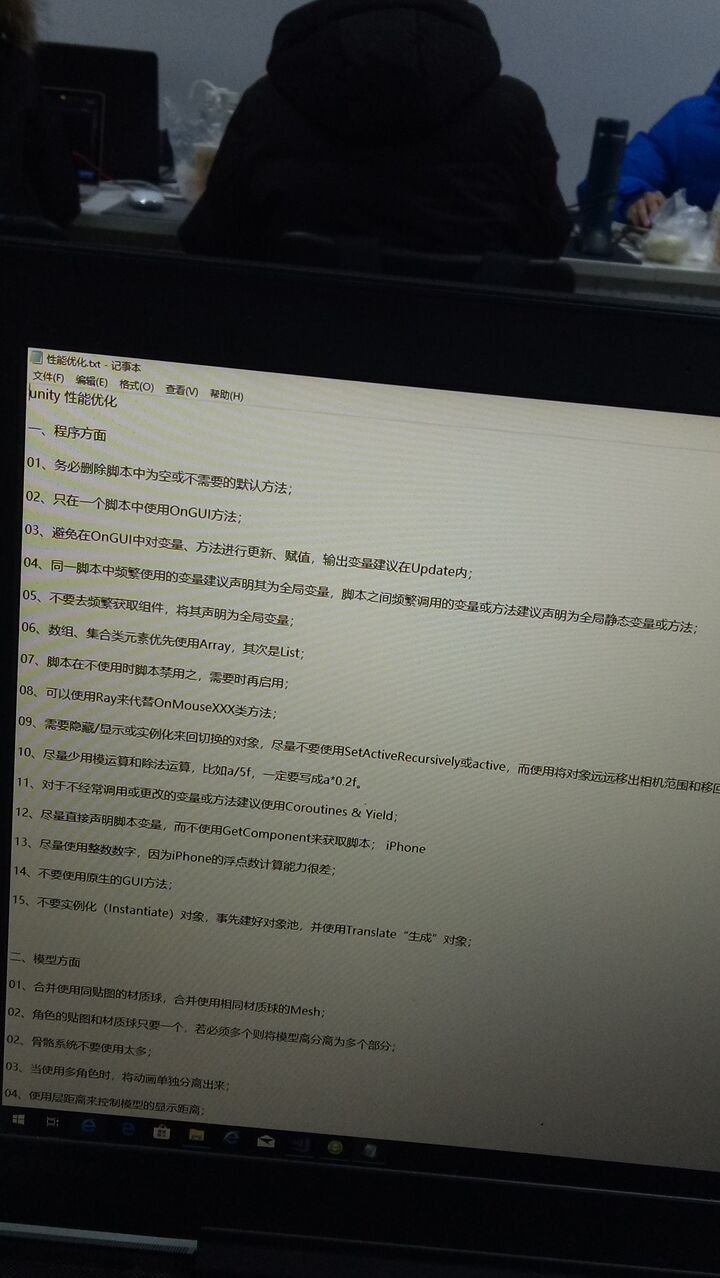 性能优化.txt - 记事本
文件(F) 编辑(E) 格式(O) 查看(V) 帮助(H)
unity 性能优化
一、程序方面
01、务必删除脚本中为空或不需要的默认方法；
02、只在一个脚本中使用OnGUI方法；
03、避免在OnGUI中对变量、方法进行更新、赋值，输出变量建议在Update内；
04、同一脚本中频繁使用的变量建议声明其为全局变量，脚本之间频繁调用的变量或方法建议声明为全局静态变量或方法；
05、不要去频繁获取组件，将其声明为全局变量；
06、数组、集合类元素优先使用Array，其次是List；
07、脚本在不使用时脚本禁用之，需要时再启用；
08、可以使用Ray来代替OnMouseXXX类方法；
09、需要隐藏/显示或实例化来回切换的对象，尽量不要使用SetActiveRecursively或active，而使用将对象远远移出相机范围和移回
10、尽量少用模运算和除法运算，比如a/5f，一定要写成a*0.2f。
11、对于不经常调用或更改的变量或方法建议使用Coroutines & Yield；
12、尽量直接声明脚本变量，而不使用GetComponent来获取脚本； iPhone
13、尽量使用整数数字，因为iPhone的浮点数计算能力很差；
14、不要使用原生的GUI方法；
15、不要实例化（Instantiate）对象，事先建好对象池，并使用Translate“生成”对象；
二、模型方面
01、合并使用同贴图的材质球，合并使用相同材质球的Mesh；
02、角色的贴图和材质球只要一个，若必须多个则将模型离分离为多个部分；
02、骨骼系统不要使用太多；
03、当使用多角色时，将动画单独分离出来；
04、使用层距离来控制模型的显示距离；